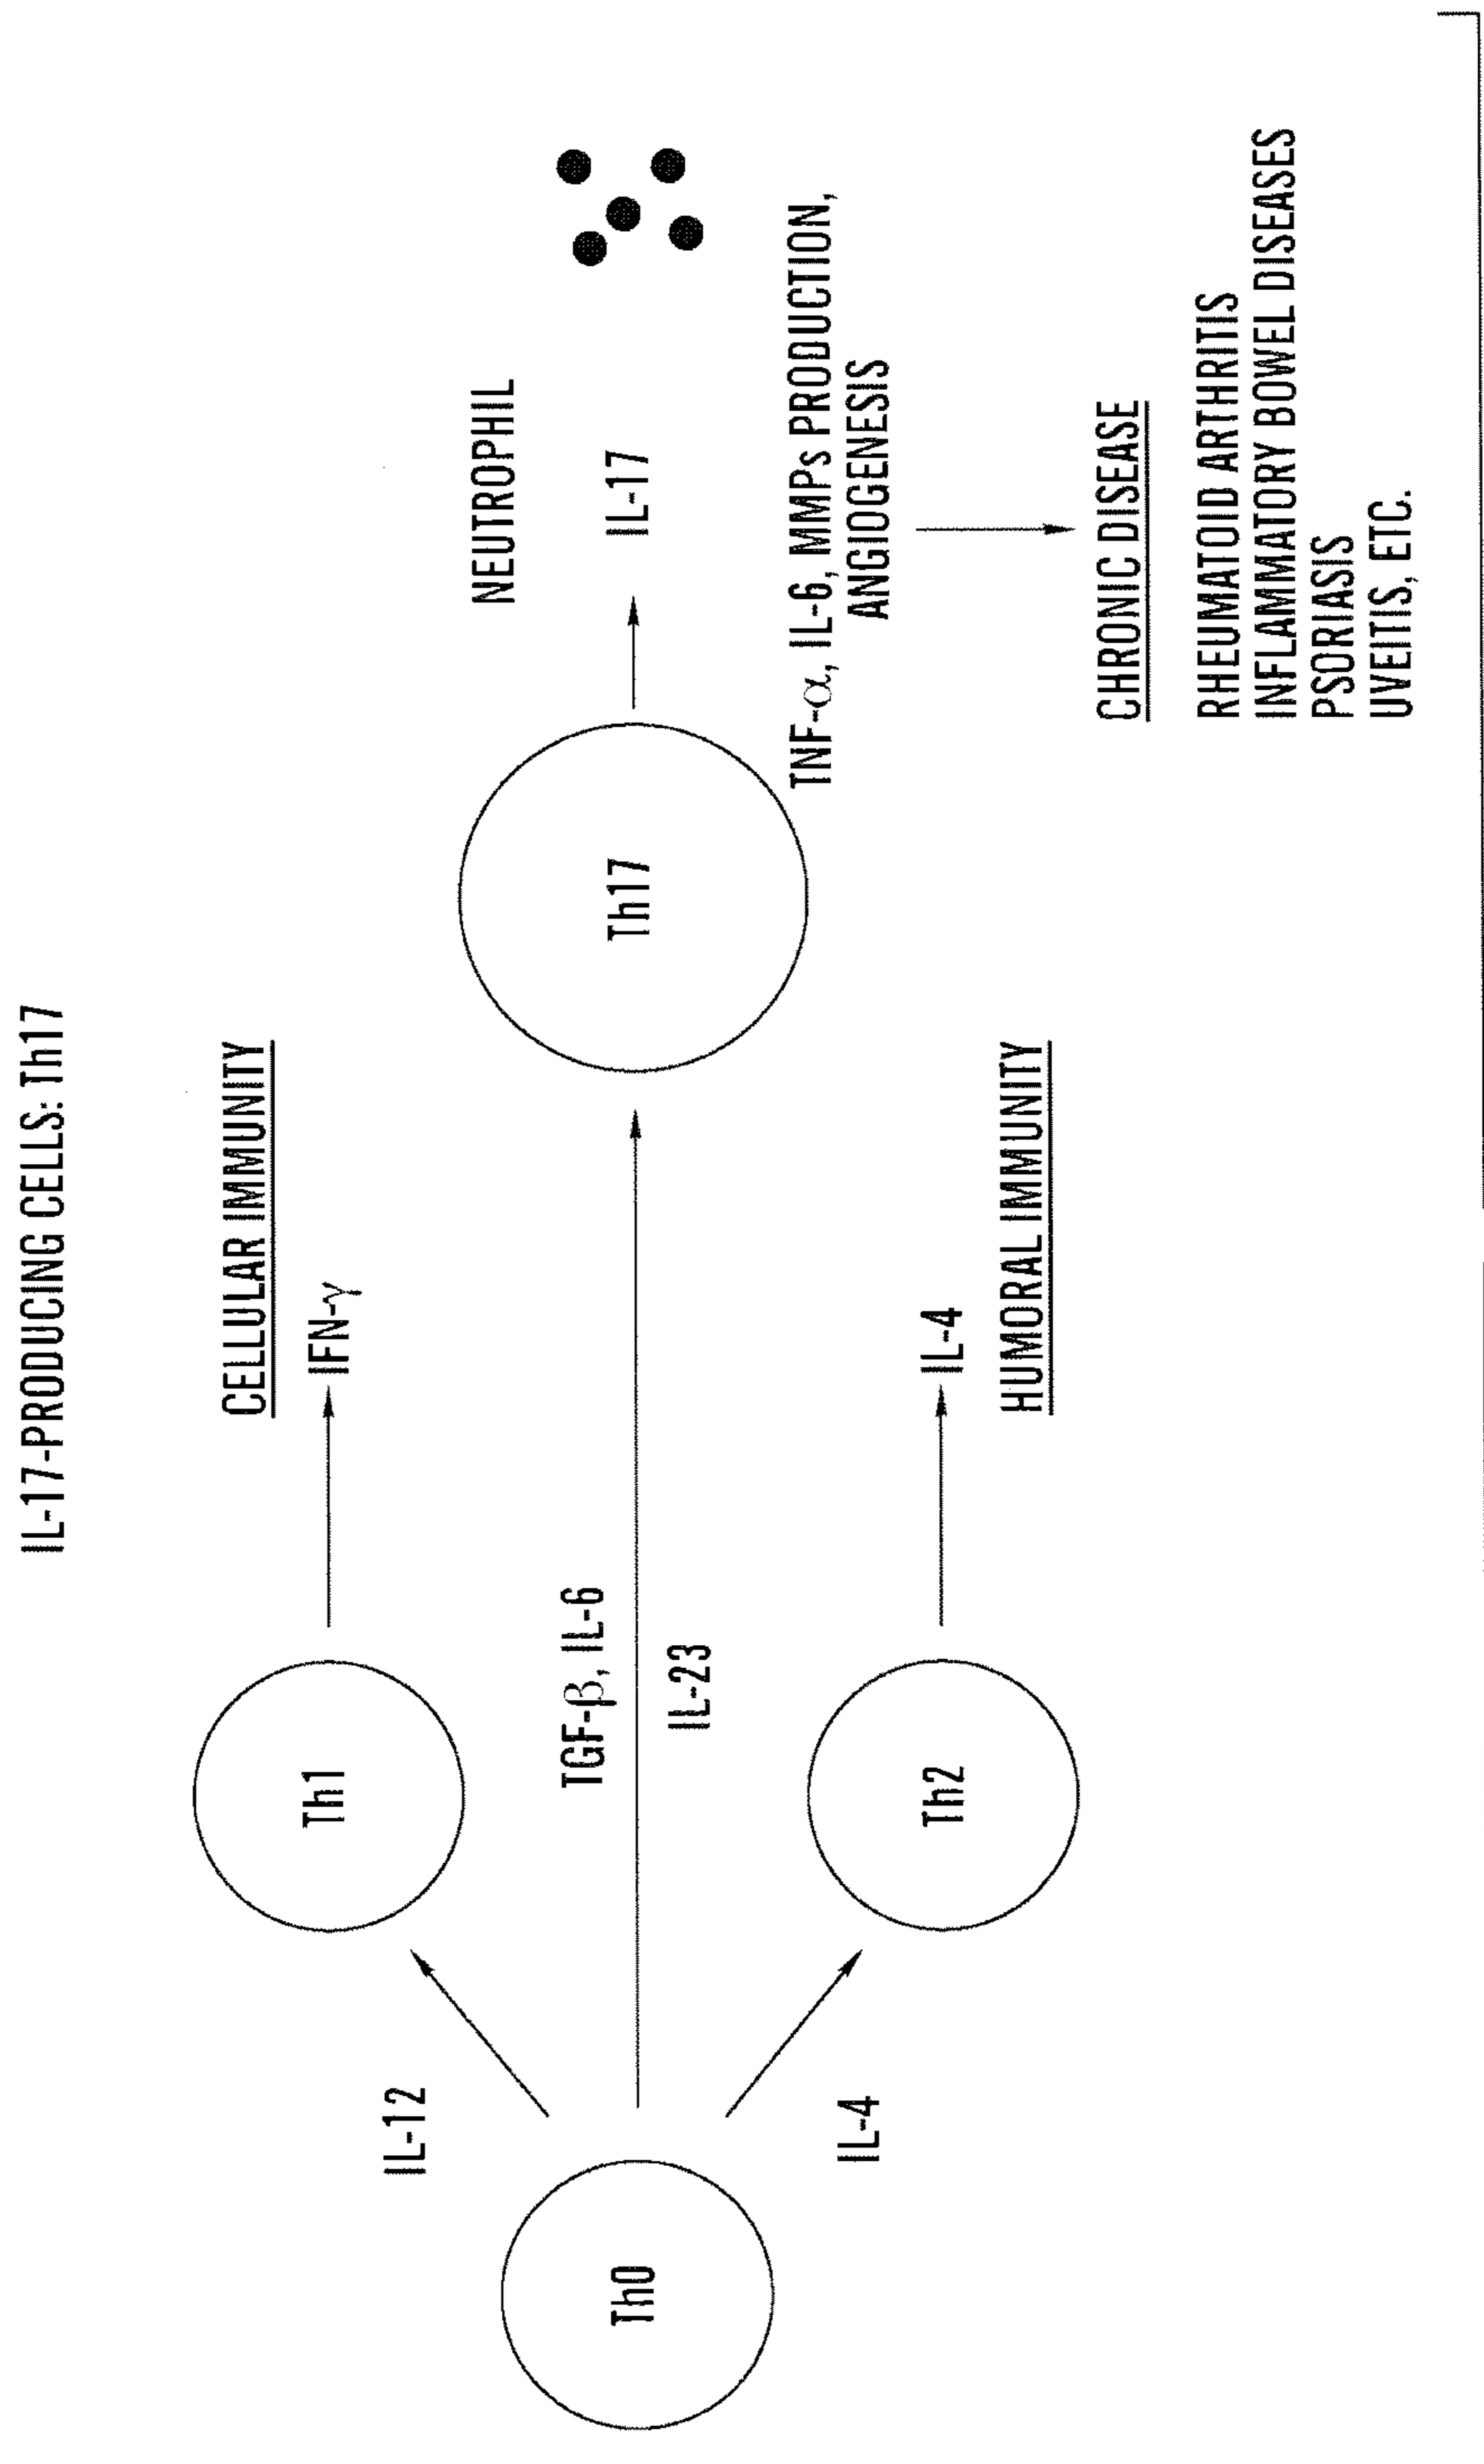 IL-17-PRODUCING CELLS: Th17
CELLULAR IMMUNITY
IL-12
Th1
IFN-γ
NEUTROPHIL
Th0
TGF-β, IL-6
IL-23
Th17
IL-17
IL-4
Th2
IL-4
HUMORAL IMMUNITY
TNF-α, IL-6, MMPs PRODUCTION,
ANGIOGENESIS
CHRONIC DISEASE
RHEUMATOID ARTHRITIS
INFLAMMATORY BOWEL DISEASES
PSORIASIS
UVEITIS, ETC.